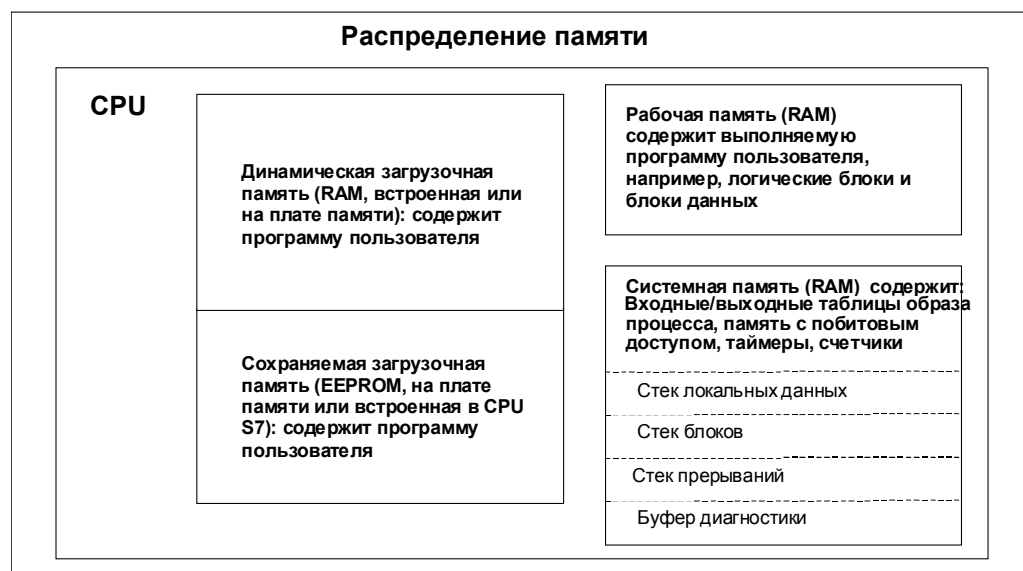 Распределение памяти
CPU
Динамическая загрузочная
память (RAM, встроенная или
на плате памяти): содержит
программу пользователя
Сохраняемая загрузочная
память (EEPROM, на плате
памяти или встроенная в CPU
S7): содержит программу
пользователя
Рабочая память (RAM)
содержит выполняемую
программу пользователя,
например, логические блоки и
блоки данных
Системная память (RAM) содержит:
Входные/выходные таблицы образа
процесса, память с побитовым
доступом, таймеры, счетчики
Стек локальных данных
Стек блоков
Стек прерываний
Буфер диагностики